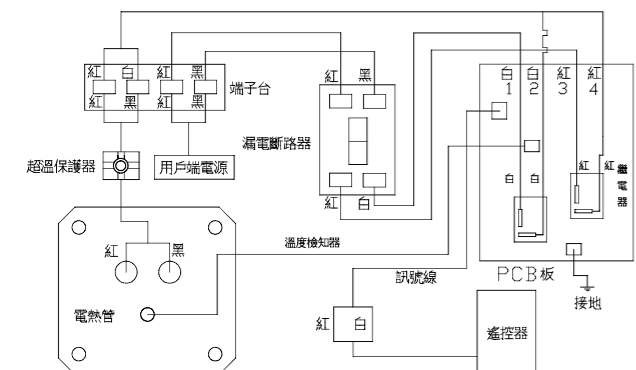 白 白 紅 紅
1 2 3 4
紅 白 紅 黑
紅 黑 紅 黑
端子台
紅 黑
漏電斷路器
紅 白
超溫保護器
用戶端電源
紅 紅
繼電器
白 白
PCB板
接地
溫度檢知器
訊號線
紅 黑
電熱管
紅 白
遙控器